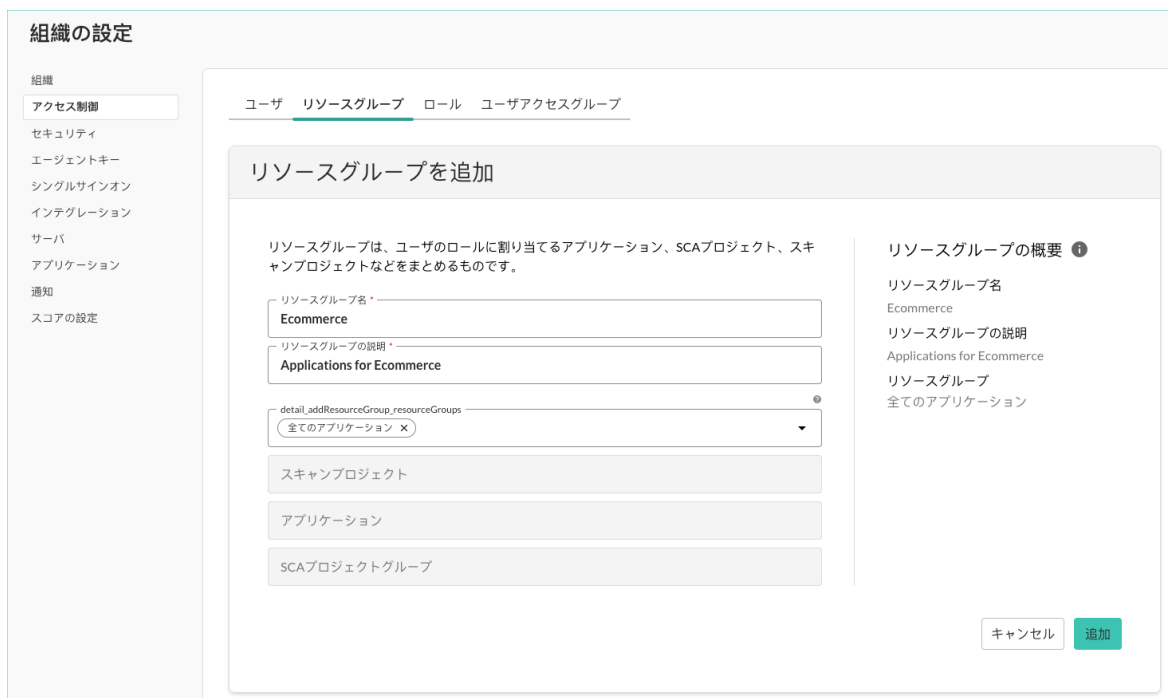 組織の設定
組織
アクセス制御
セキュリティ
エージェントキー
シングルサインオン
インテグレーション
サーバ
アプリケーション
通知
スコアの設定
ユーザ リソースグループ ロール ユーザアクセスグループ
リソースグループを追加
リソースグループは、ユーザのロールに割り当てるアプリケーション、SCAプロジェクト、スキ
ャンプロジェクトなどをまとめるものです。
リソースグループ名 *
Ecommerce
リソースグループの説明 *
Applications for Ecommerce
detail_addResourceGroup_resourceGroups
全てのアプリケーション
スキャンプロジェクト
アプリケーション
SCAプロジェクトグループ
リソースグループの概要
リソースグループ名
Ecommerce
リソースグループの説明
Applications for Ecommerce
リソースグループ
全てのアプリケーション
キャンセル 追加